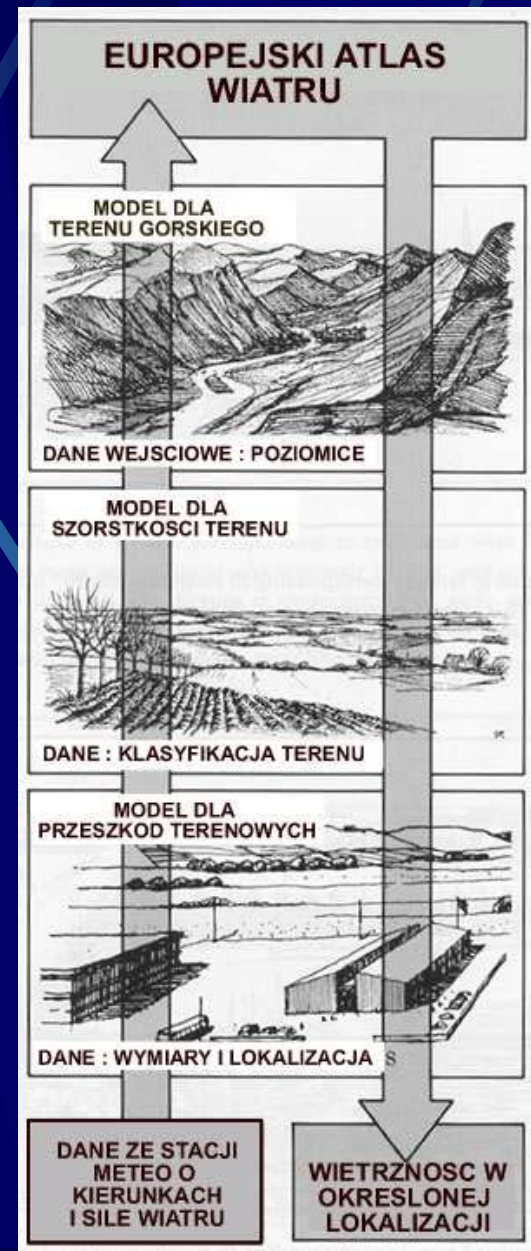 EUROPEJSKI ATLAS
WIATRU
MODEL DLA
TERENU GORSKIEGO
DANE WEJSCIOWE : POZIOMICE
MODEL DLA
SZORSTKOSCI TERENU
DANE : KLASYFIKACJA TERENU
MODEL DLA
PRZESZKOD TERENOWYCH
DANE : WYMIARY I LOKALIZACJA S
DANE ZE STACJI
METEO O
KIERUNKACH
I SILE WIATRU
WIETRZNOSC W
OKRESLONEJ
LOKALIZACJI